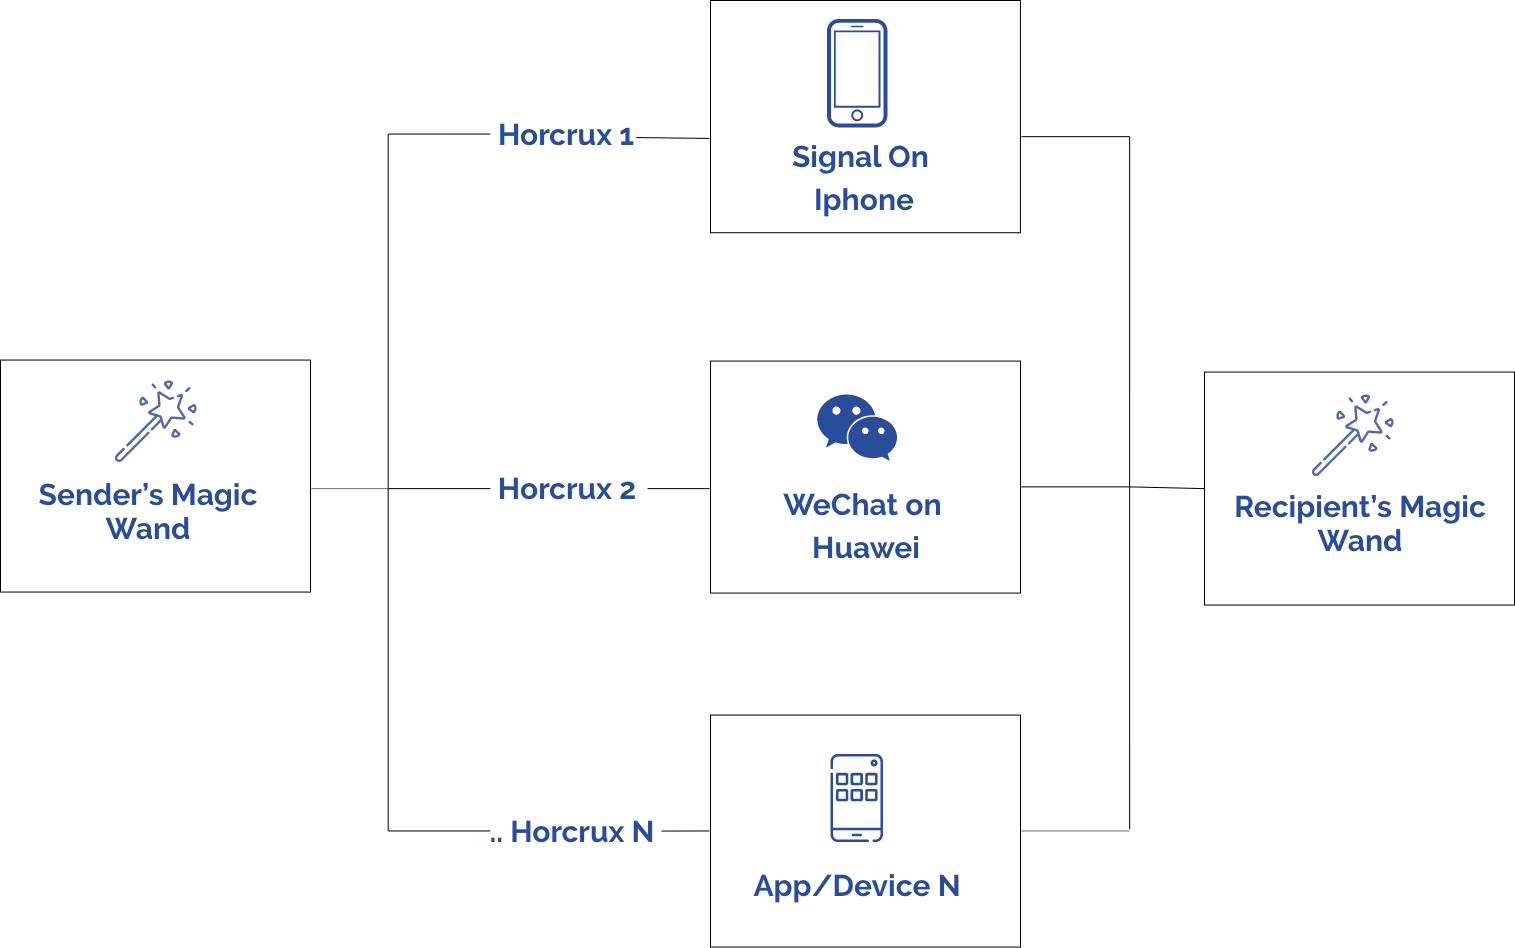 Horcrux 1
Signal On
Iphone
Sender's Magic
Wand
Horcrux 2
WeChat on
Huawei
Recipient's Magic
Wand
.. Horcrux N
App/Device N